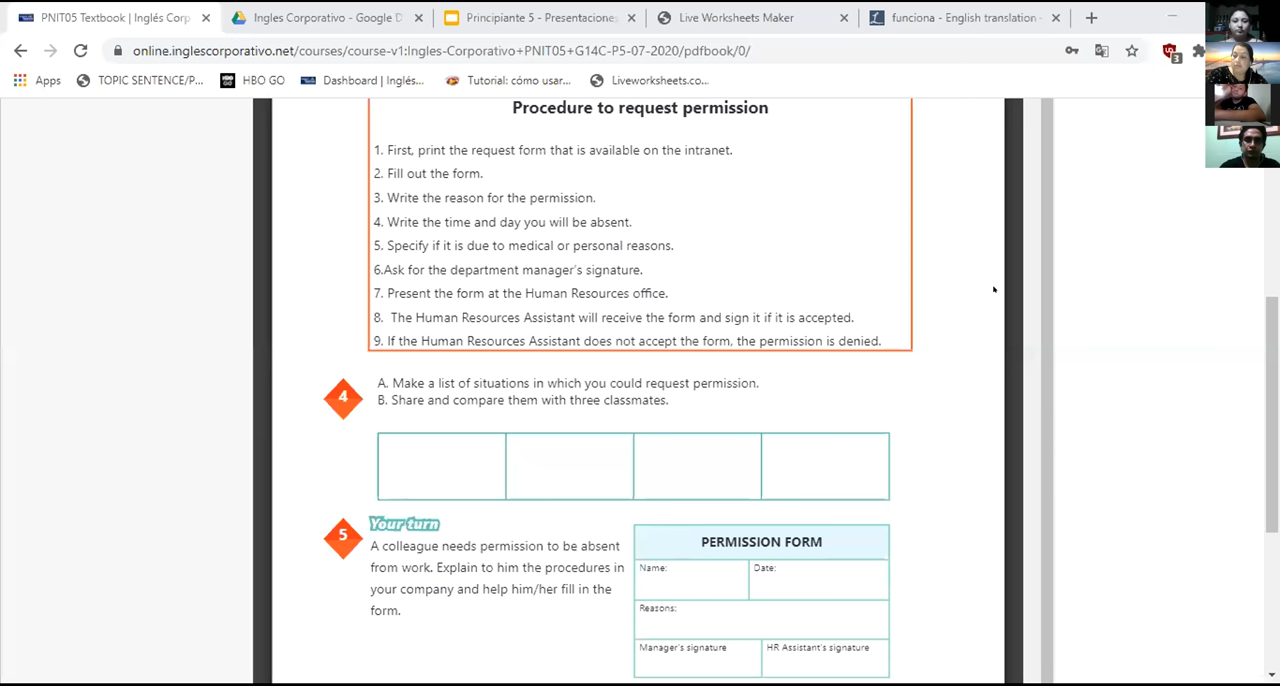 PNIT05 Textbook | Inglés Corp
Ingles Corporativo - Google D
Principiante 5 - Presentaciones
Live Worksheets Maker
funciona - English translation -
online.inglescorporativo.net/courses/course-v1:Ingles-Corporativo+PNIT05+G14C-P5-07-2020/pdfbook/0/
3
Apps
TOPIC SENTENCE/P...
HBO GO
Dashboard | Inglés...
Tutorial: cómo usar...
Liveworksheets.co...
Procedure to request permission
1. First, print the request form that is available on the intranet.
2. Fill out the form.
3. Write the reason for the permission.
4. Write the time and day you will be absent.
5. Specify if it is due to medical or personal reasons.
6.Ask for the department manager's signature.
7. Present the form at the Human Resources office.
8. The Human Resources Assistant will receive the form and sign it if it is accepted.
9. If the Human Resources Assistant does not accept the form, the permission is denied.
4
A. Make a list of situations in which you could request permission.
B. Share and compare them with three classmates.
5
Your turn
A colleague needs permission to be absent
from work. Explain to him the procedures in
your company and help him/her fill in the
form.
PERMISSION FORM
Name:
Date:
Reasons:
Manager's signature
HR Assistant's signature